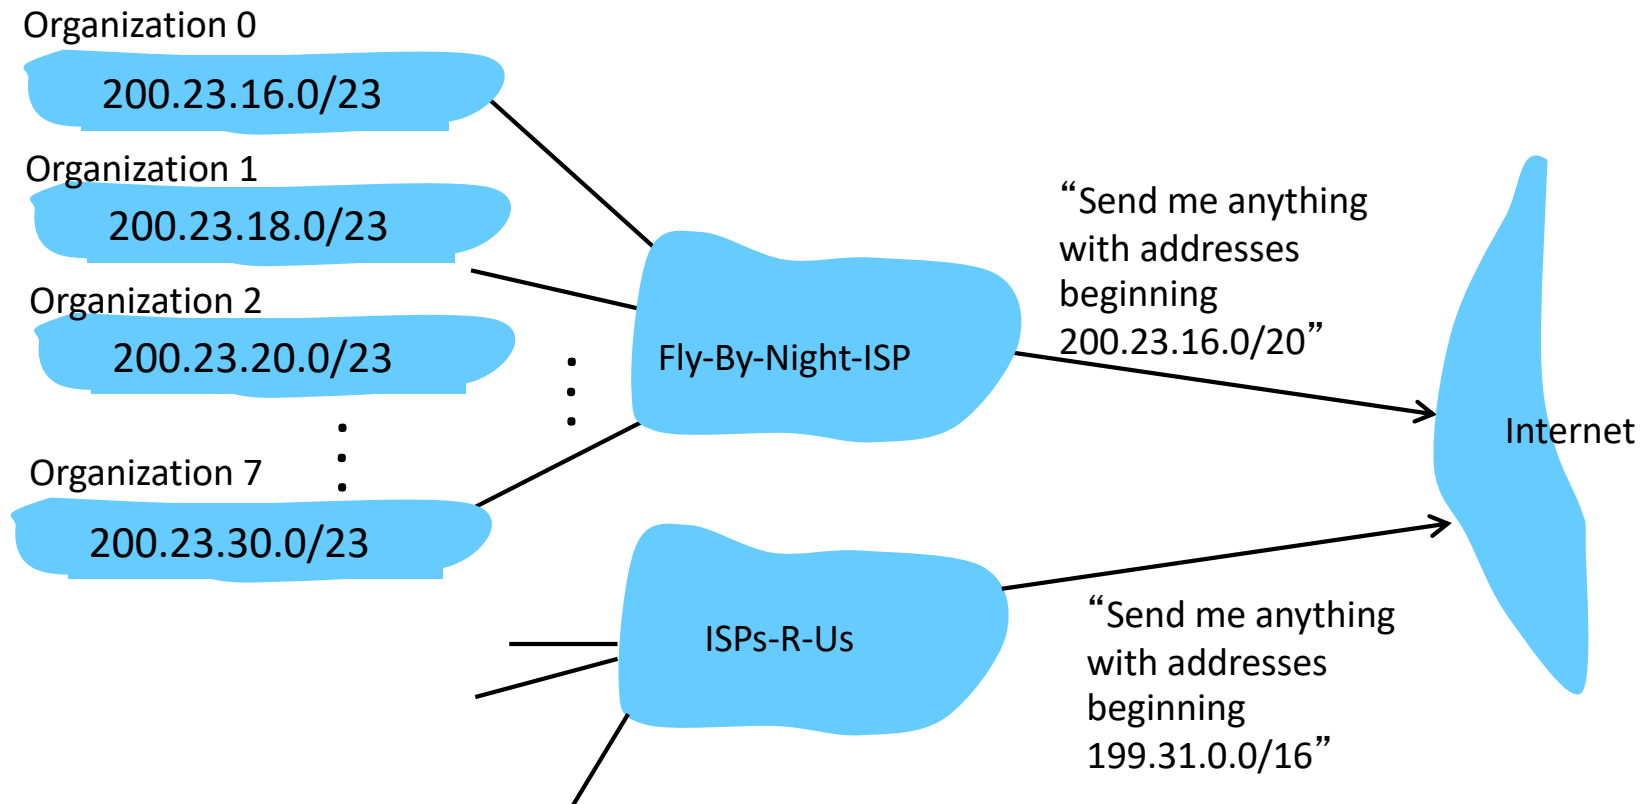 Organization 0
200.23.16.0/23
Organization 1
200.23.18.0/23
Organization 2
200.23.20.0/23
Organization 7
200.23.30.0/23
Fly-By-Night-ISP
“Send me anything
with addresses
beginning
200.23.16.0/20”
Internet
ISPs-R-Us
“Send me anything
with addresses
beginning
199.31.0.0/16”